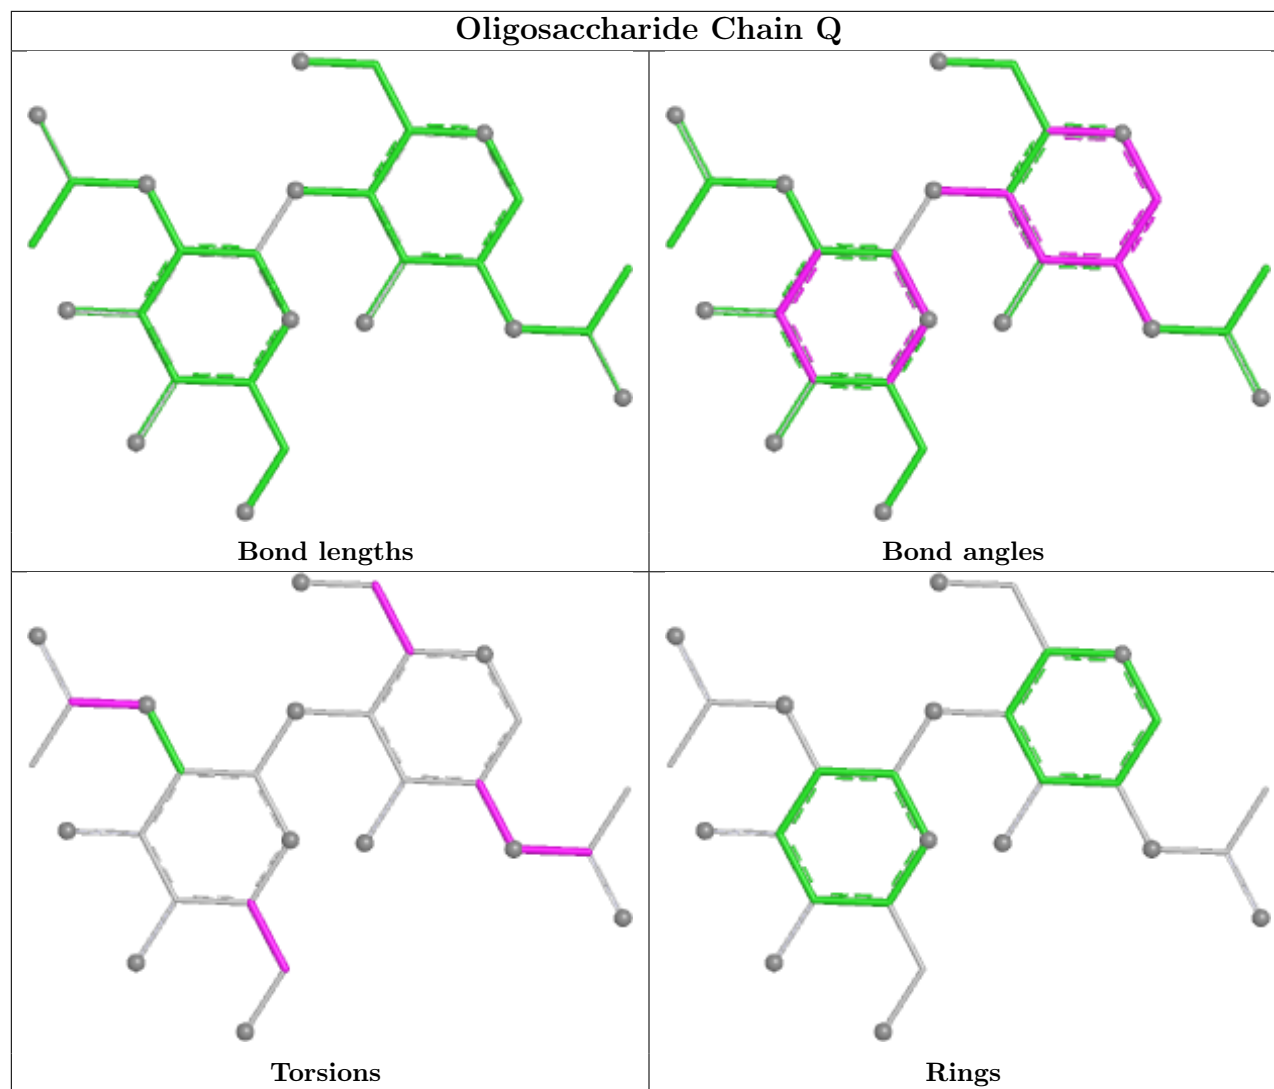 Oligosaccharide Chain Q
Bond lengths
Bond angles
Torsions
Rings